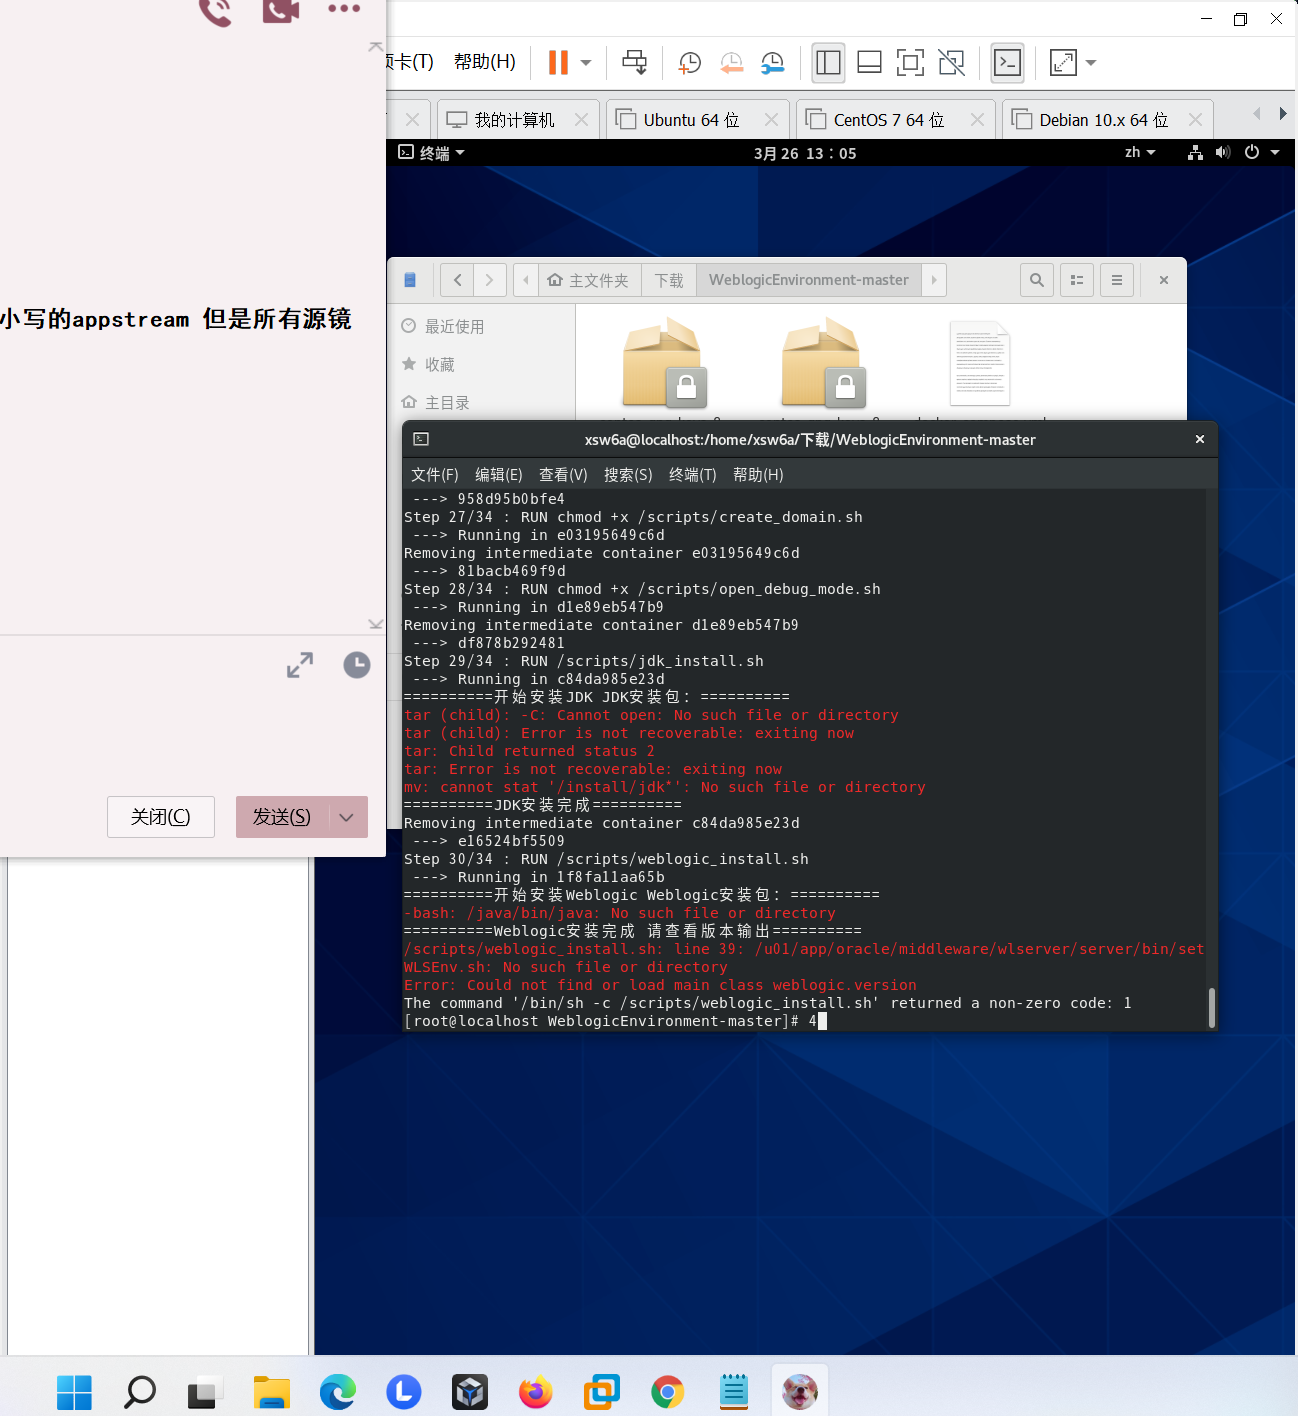 项卡(T) 帮助(H)
我的计算机
Ubuntu 64 位
CentOS 7 64 位
Debian 10.x 64 位
终端
3月 26 13：05
zh
主文件夹
下载
WeblogicEnvironment-master
最近使用
收藏
主目录
小写的appstream 但是所有源镜
关闭(C)
发送(S)
xsw6a@localhost:/home/xsw6a/下载/WeblogicEnvironment-master
文件(F) 编辑(E) 查看(V) 搜索(S) 终端(T) 帮助(H)
---> 958d95b0bfe4
Step 27/34 : RUN chmod +x /scripts/create_domain.sh
---> Running in e03195649c6d
Removing intermediate container e03195649c6d
---> 81bacb469f9d
Step 28/34 : RUN chmod +x /scripts/open_debug_mode.sh
---> Running in d1e89eb547b9
Removing intermediate container d1e89eb547b9
---> df878b292481
Step 29/34 : RUN /scripts/jdk_install.sh
---> Running in c84da985e23d
==========开始安装JDK JDK安装包：==========
tar (child): -C: Cannot open: No such file or directory
tar (child): Error is not recoverable: exiting now
tar: Child returned status 2
tar: Error is not recoverable: exiting now
mv: cannot stat '/install/jdk*': No such file or directory
==========JDK安装完成==========
Removing intermediate container c84da985e23d
---> e16524bf5509
Step 30/34 : RUN /scripts/weblogic_install.sh
---> Running in 1f8fa11aa65b
==========开始安装Weblogic Weblogic安装包：==========
-bash: /java/bin/java: No such file or directory
==========Weblogic安装完成 请查看版本输出==========
/scripts/weblogic_install.sh: line 39: /u01/app/oracle/middleware/wlserver/server/bin/set
WLSEnv.sh: No such file or directory
Error: Could not find or load main class weblogic.version
The command '/bin/sh -c /scripts/weblogic_install.sh' returned a non-zero code: 1
[root@localhost WeblogicEnvironment-master]# 4